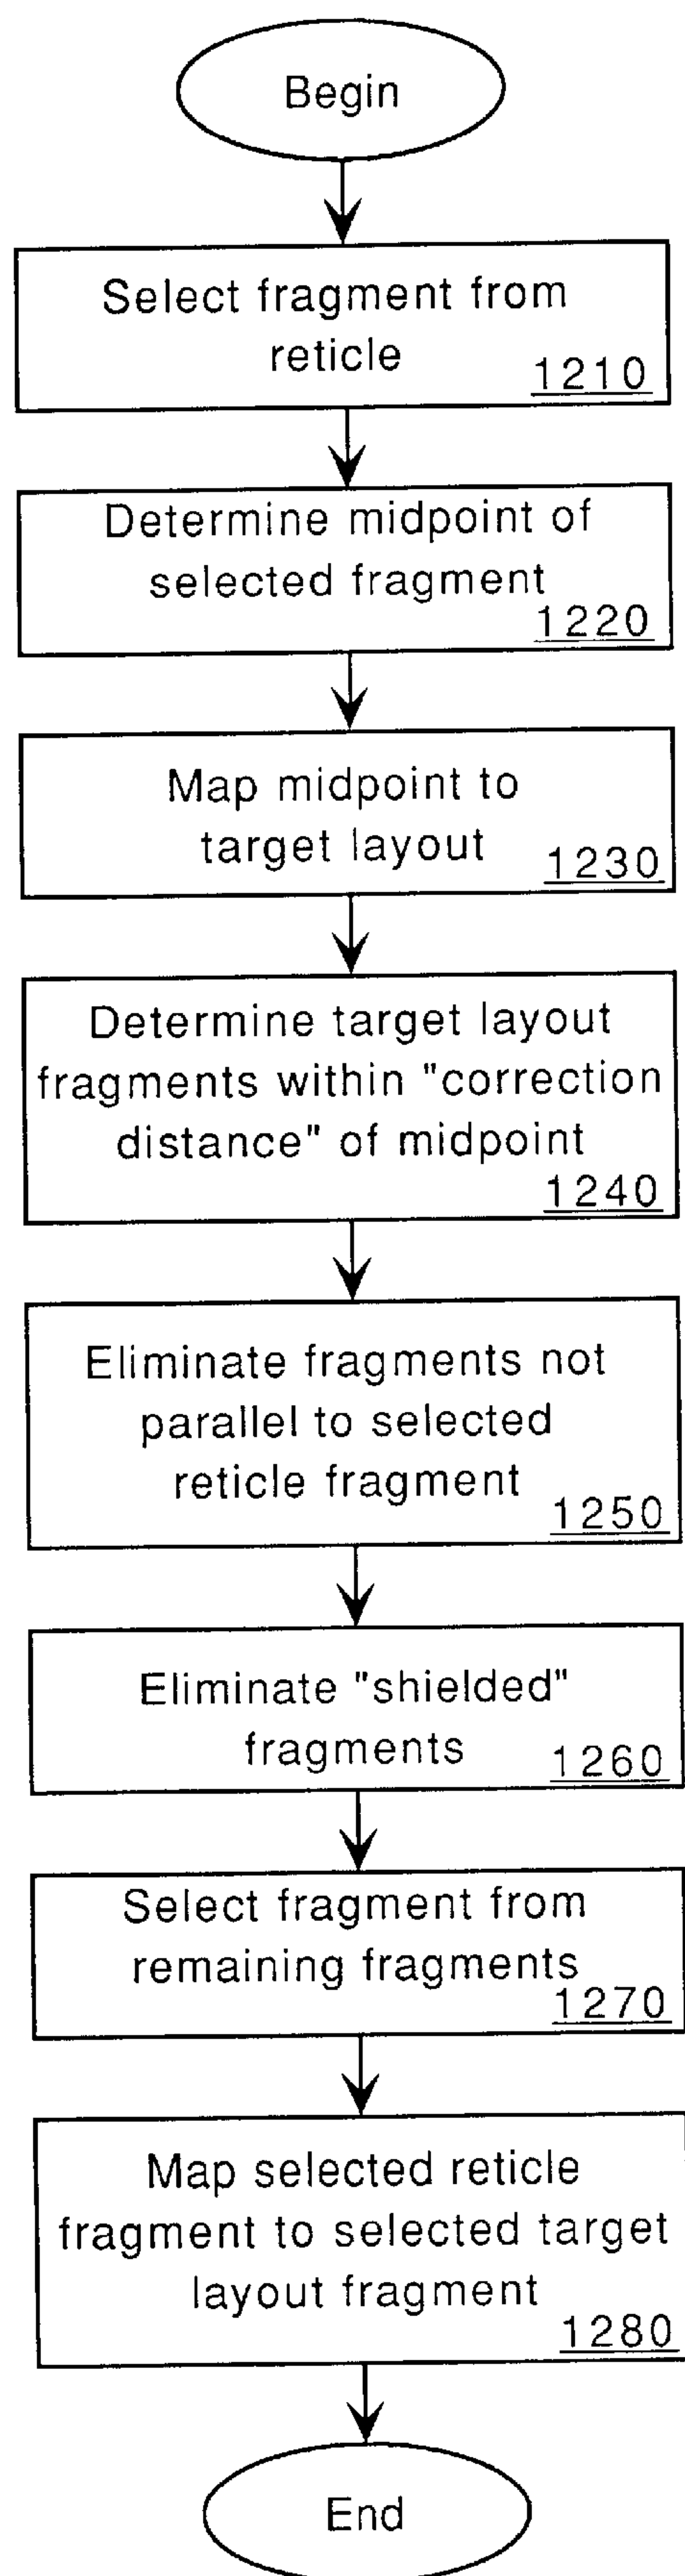 Begin
Select fragment from
reticle
1210
Determine midpoint of
selected fragment
1220
Map midpoint to
target layout
1230
Determine target layout
fragments within "correction
distance" of midpoint
1240
Eliminate fragments not
parallel to selected
reticle fragment
1250
Eliminate "shielded"
fragments
1260
Select fragment from
remaining fragments
1270
Map selected reticle
fragment to selected target
layout fragment
1280
End